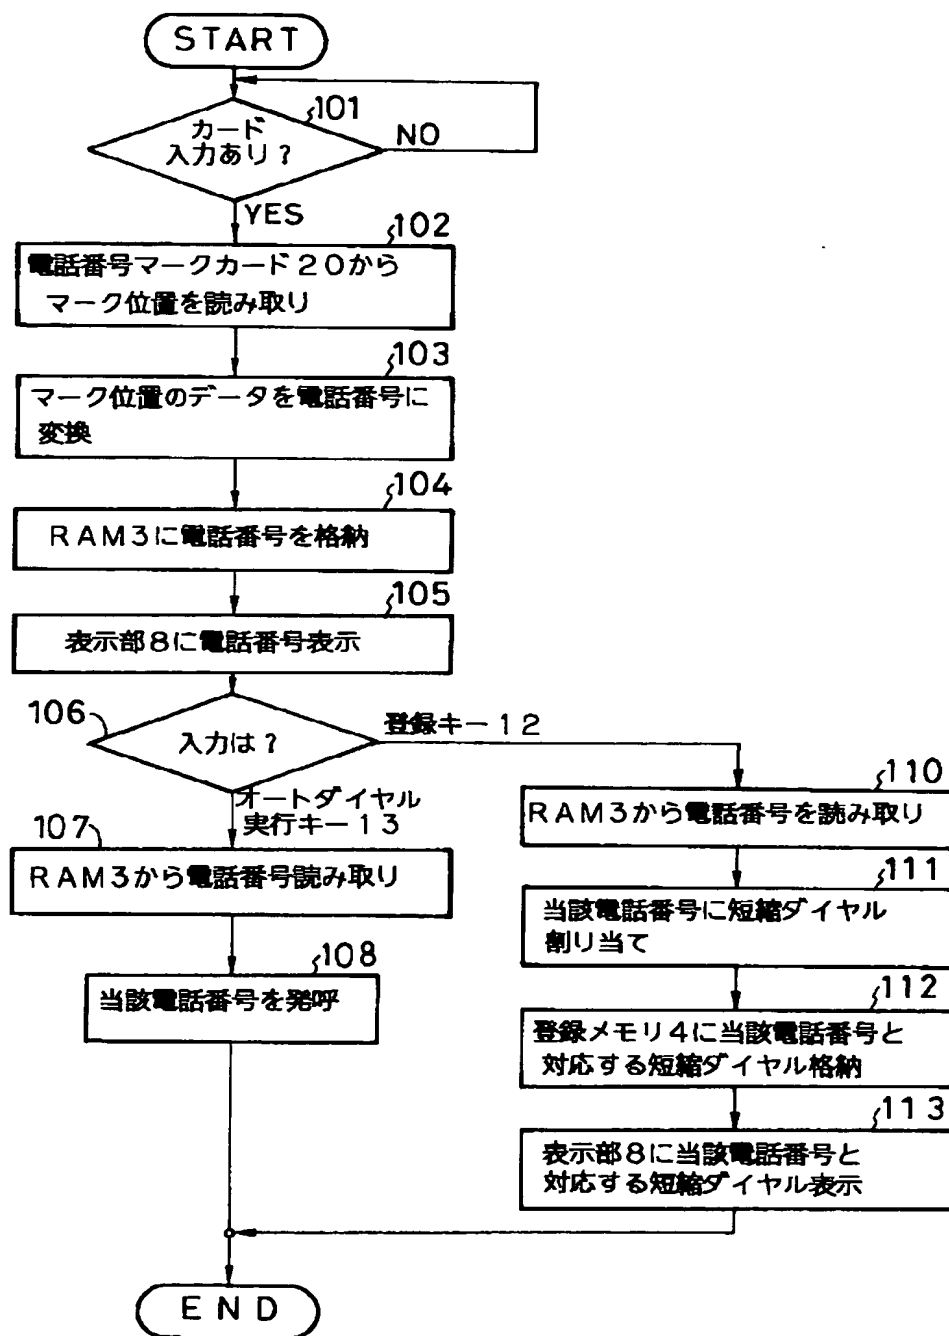 START
101
カード
入力あり？
NO
YES
102
電話番号マークカード20から
マーク位置を読み取り
103
マーク位置のデータを電話番号に
変換
104
RAM3に電話番号を格納
105
表示部8に電話番号表示
106
入力は？
登録キー12
オートダイヤル
実行キー13
107
RAM3から電話番号読み取り
108
当該電話番号を発呼
110
RAM3から電話番号を読み取り
111
当該電話番号に短縮ダイヤル
割り当て
112
登録メモリ4に当該電話番号と
対応する短縮ダイヤル格納
113
表示部8に当該電話番号と
対応する短縮ダイヤル表示
END